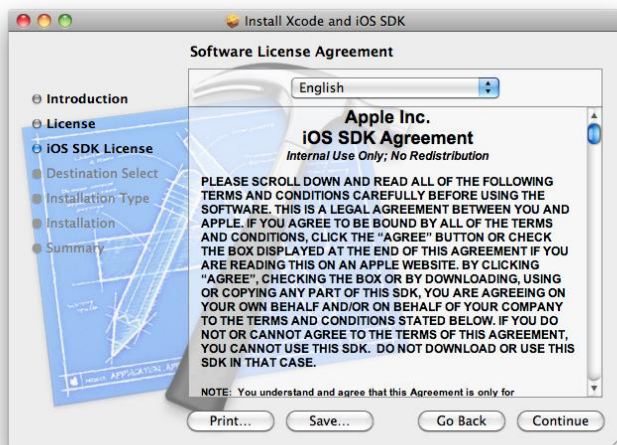 Install Xcode and iOS SDK
Software License Agreement
English
Introduction
License
iOS SDK License
Destination Select
Installation Type
Installation
Summary
Apple Inc.
iOS SDK Agreement
Internal Use Only; No Redistribution
PLEASE SCROLL DOWN AND READ ALL OF THE FOLLOWING
TERMS AND CONDITIONS CAREFULLY BEFORE USING THE
SOFTWARE. THIS IS A LEGAL AGREEMENT BETWEEN YOU AND
APPLE. IF YOU AGREE TO BE BOUND BY ALL OF THE TERMS
AND CONDITIONS, CLICK THE “AGREE” BUTTON OR CHECK
THE BOX DISPLAYED AT THE END OF THIS AGREEMENT IF YOU
ARE READING THIS ON AN APPLE WEBSITE. BY CLICKING
“AGREE”, CHECKING THE BOX OR BY DOWNLOADING, USING
OR COPYING ANY PART OF THIS SDK, YOU ARE AGREEING ON
YOUR OWN BEHALF AND/OR ON BEHALF OF YOUR COMPANY
TO THE TERMS AND CONDITIONS STATED BELOW. IF YOU DO
NOT OR CANNOT AGREE TO THE TERMS OF THIS AGREEMENT,
YOU CANNOT USE THIS SDK. DO NOT DOWNLOAD OR USE THIS
SDK IN THAT CASE.
NOTE: You understand and agree that this Agreement is only for
Print...
Save...
Go Back
Continue